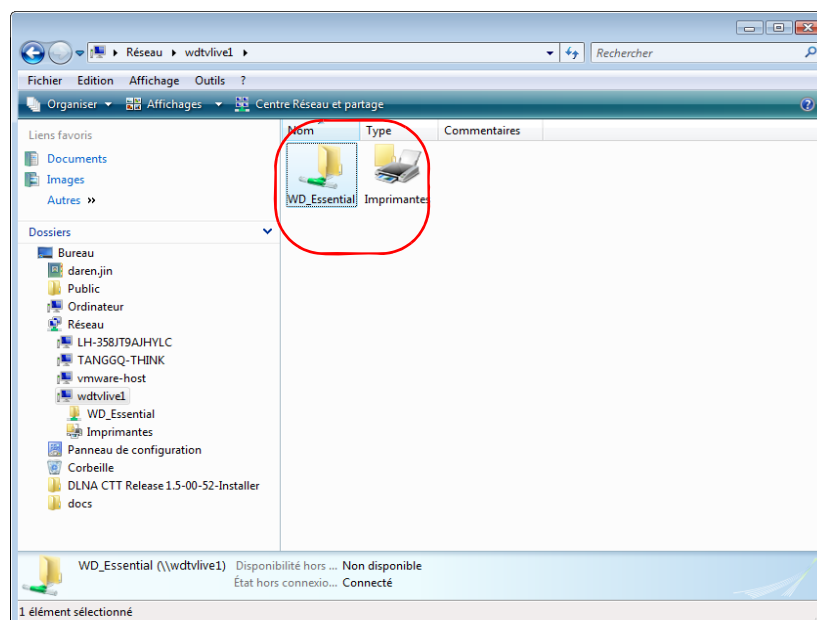 Réseau wdtvlive1 Rechercher
Fichier Edition Affichage Outils ?
Organiser Affichages Centre Réseau et partage
Liens favoris
Documents
Images
Autres »
Dossiers
Bureau
daren.jin
Public
Ordinateur
Réseau
LH-358JT9AJHYLC
TANGGQ-THINK
vmware-host
wdtvlive1
WD_Essential
Imprimantes
Panneau de configuration
Corbeille
DLNA CTT Release 1.5-00-52-Installer
docs
Nom Type Commentaires
WD_Essential Imprimantes
WD_Essential (\\wdtvlive1) Disponibilité hors ... Non disponible
État hors connexio... Connecté
1 élément sélectionné